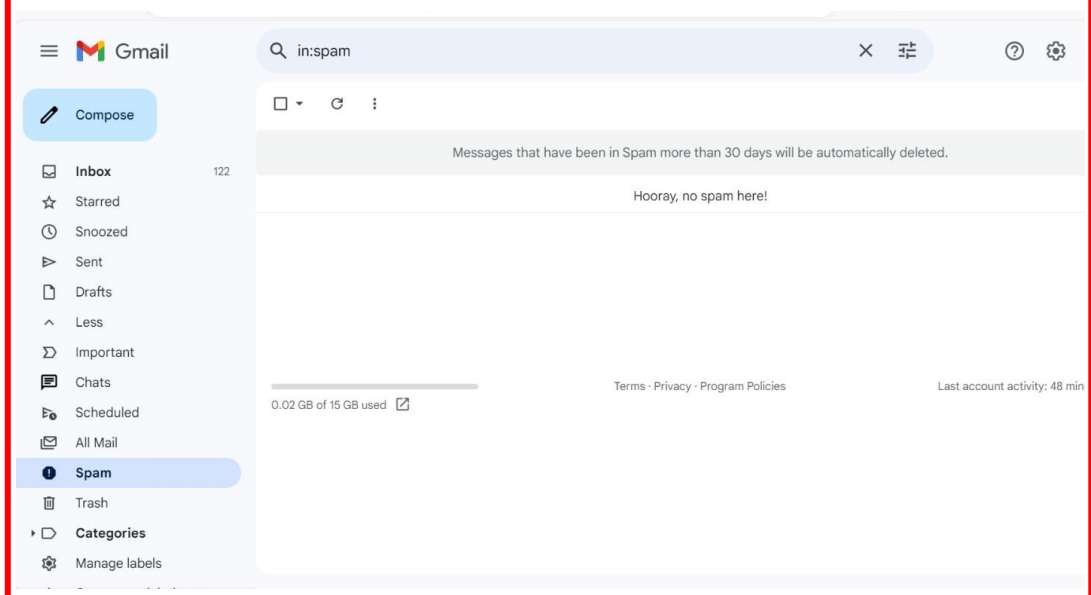 Gmail
in:spam
Compose
Messages that have been in Spam more than 30 days will be automatically deleted.
Inbox 122
Hooray, no spam here!
Starred
Snoozed
Sent
Drafts
Less
Important
Chats
Terms · Privacy · Program Policies
Last account activity: 48 min
0.02 GB of 15 GB used
Scheduled
All Mail
Spam
Trash
Categories
Manage labels